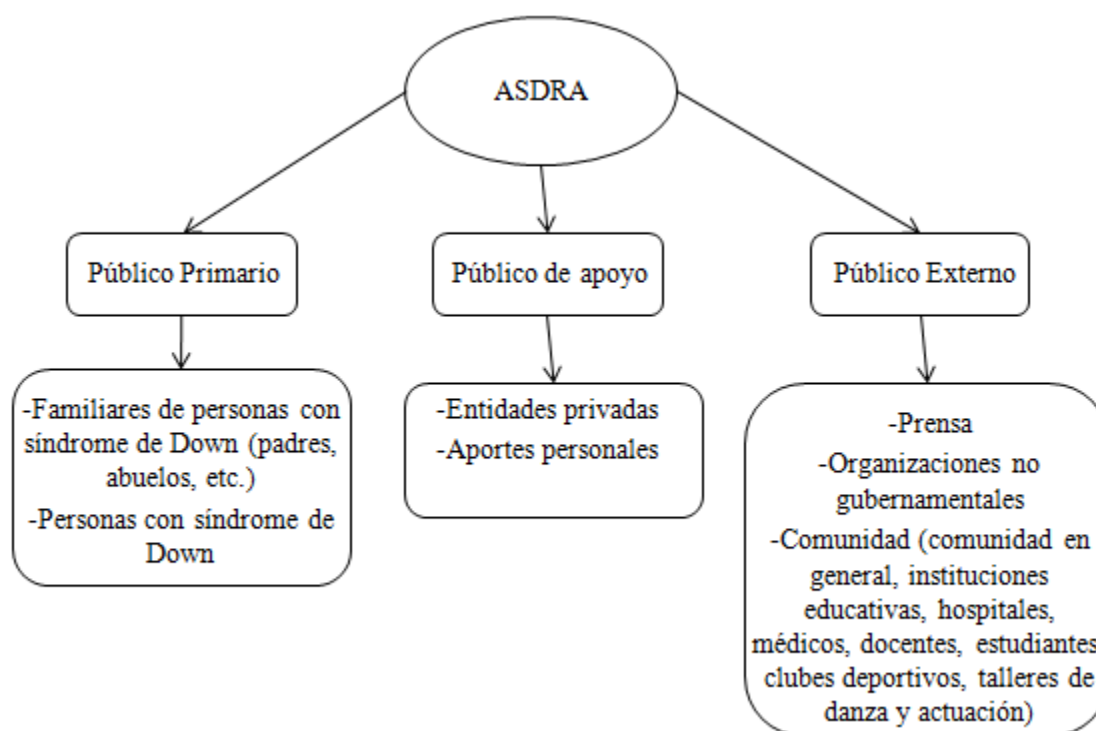 ASDRA
Público Primario
-Familiares de personas con
síndrome de Down (padres,
abuelos, etc.)
-Personas con síndrome de
Down
Público de apoyo
-Entidades privadas
-Aportes personales
Público Externo
-Prensa
-Organizaciones no
gubernamentales
-Comunidad (comunidad en
general, instituciones
educativas, hospitales,
médicos, docentes, estudiantes
clubes deportivos, talleres de
danza y actuación)